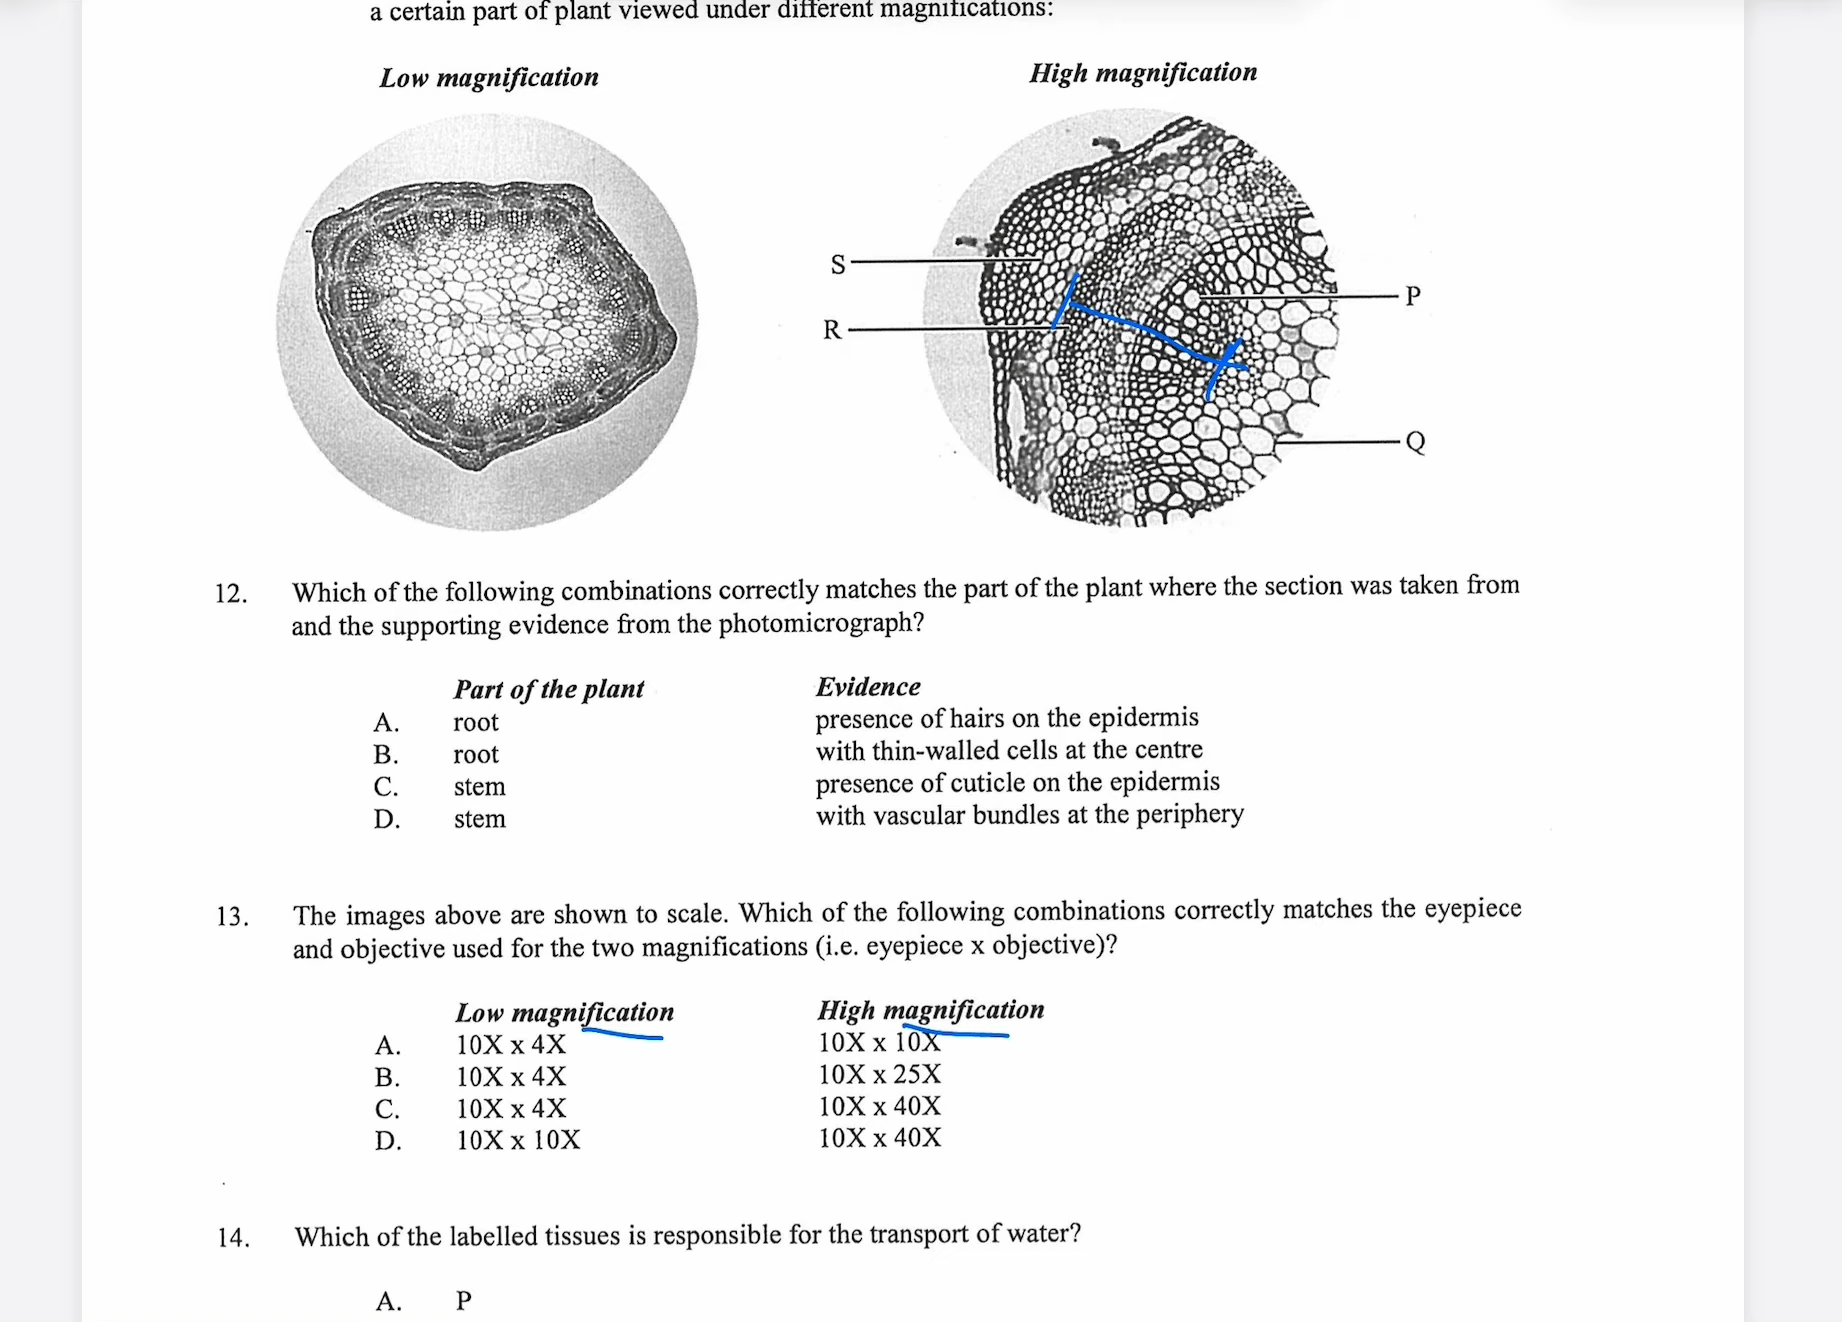 a certain part of plant viewed under different magnifications:
Low magnification
High magnification
S
P
R
Q
12. Which of the following combinations correctly matches the part of the plant where the section was taken from
and the supporting evidence from the photomicrograph?
Part of the plant Evidence
A. root presence of hairs on the epidermis
B. root with thin-walled cells at the centre
C. stem presence of cuticle on the epidermis
D. stem with vascular bundles at the periphery
13. The images above are shown to scale. Which of the following combinations correctly matches the eyepiece
and objective used for the two magnifications (i.e. eyepiece x objective)?
Low magnification High magnification
A. 10X x 4X 10X x 10X
B. 10X x 4X 10X x 25X
C. 10X x 4X 10X x 40X
D. 10X x 10X 10X x 40X
14. Which of the labelled tissues is responsible for the transport of water?
A. P